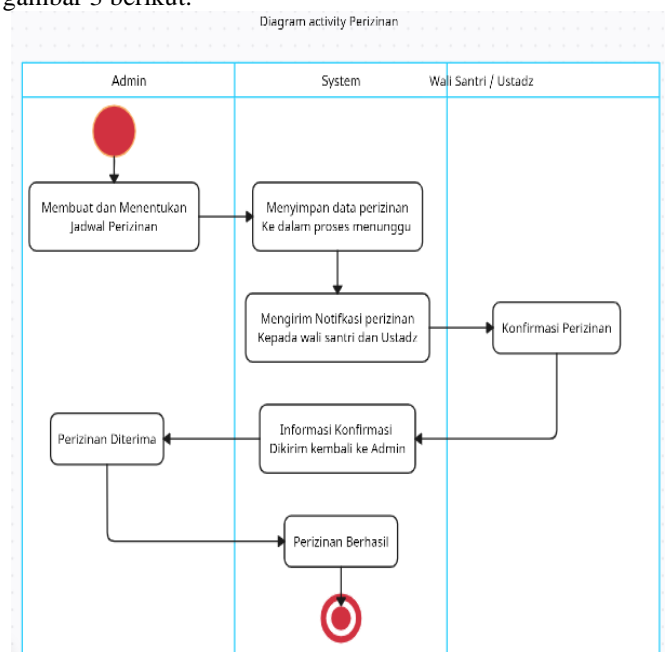 gambar 3 berikut.
Diagram activity Perizinan
Admin
System
Wali Santri / Ustadz
Membuat dan Menentukan
Jadwal Perizinan
Menyimpan data perizinan
Ke dalam proses menunggu
Mengirim Notifkasi perizinan
Kepada wali santri dan Ustadz
Konfirmasi Perizinan
Informasi Konfirmasi
Dikirim kembali ke Admin
Perizinan Diterima
Perizinan Berhasil